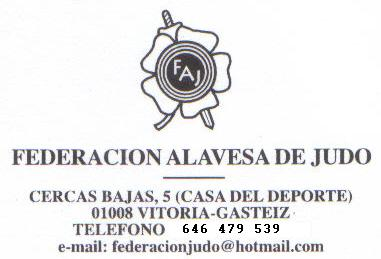 FAJ
FEDERACION ALAVESA DE JUDO
CERCAS BAJAS, 5 (CASA DEL DEPORTE)
01008 VITORIA-GASTEIZ
TELEFONO 646 479 539
e-mail: federacionjudo@hotmail.com